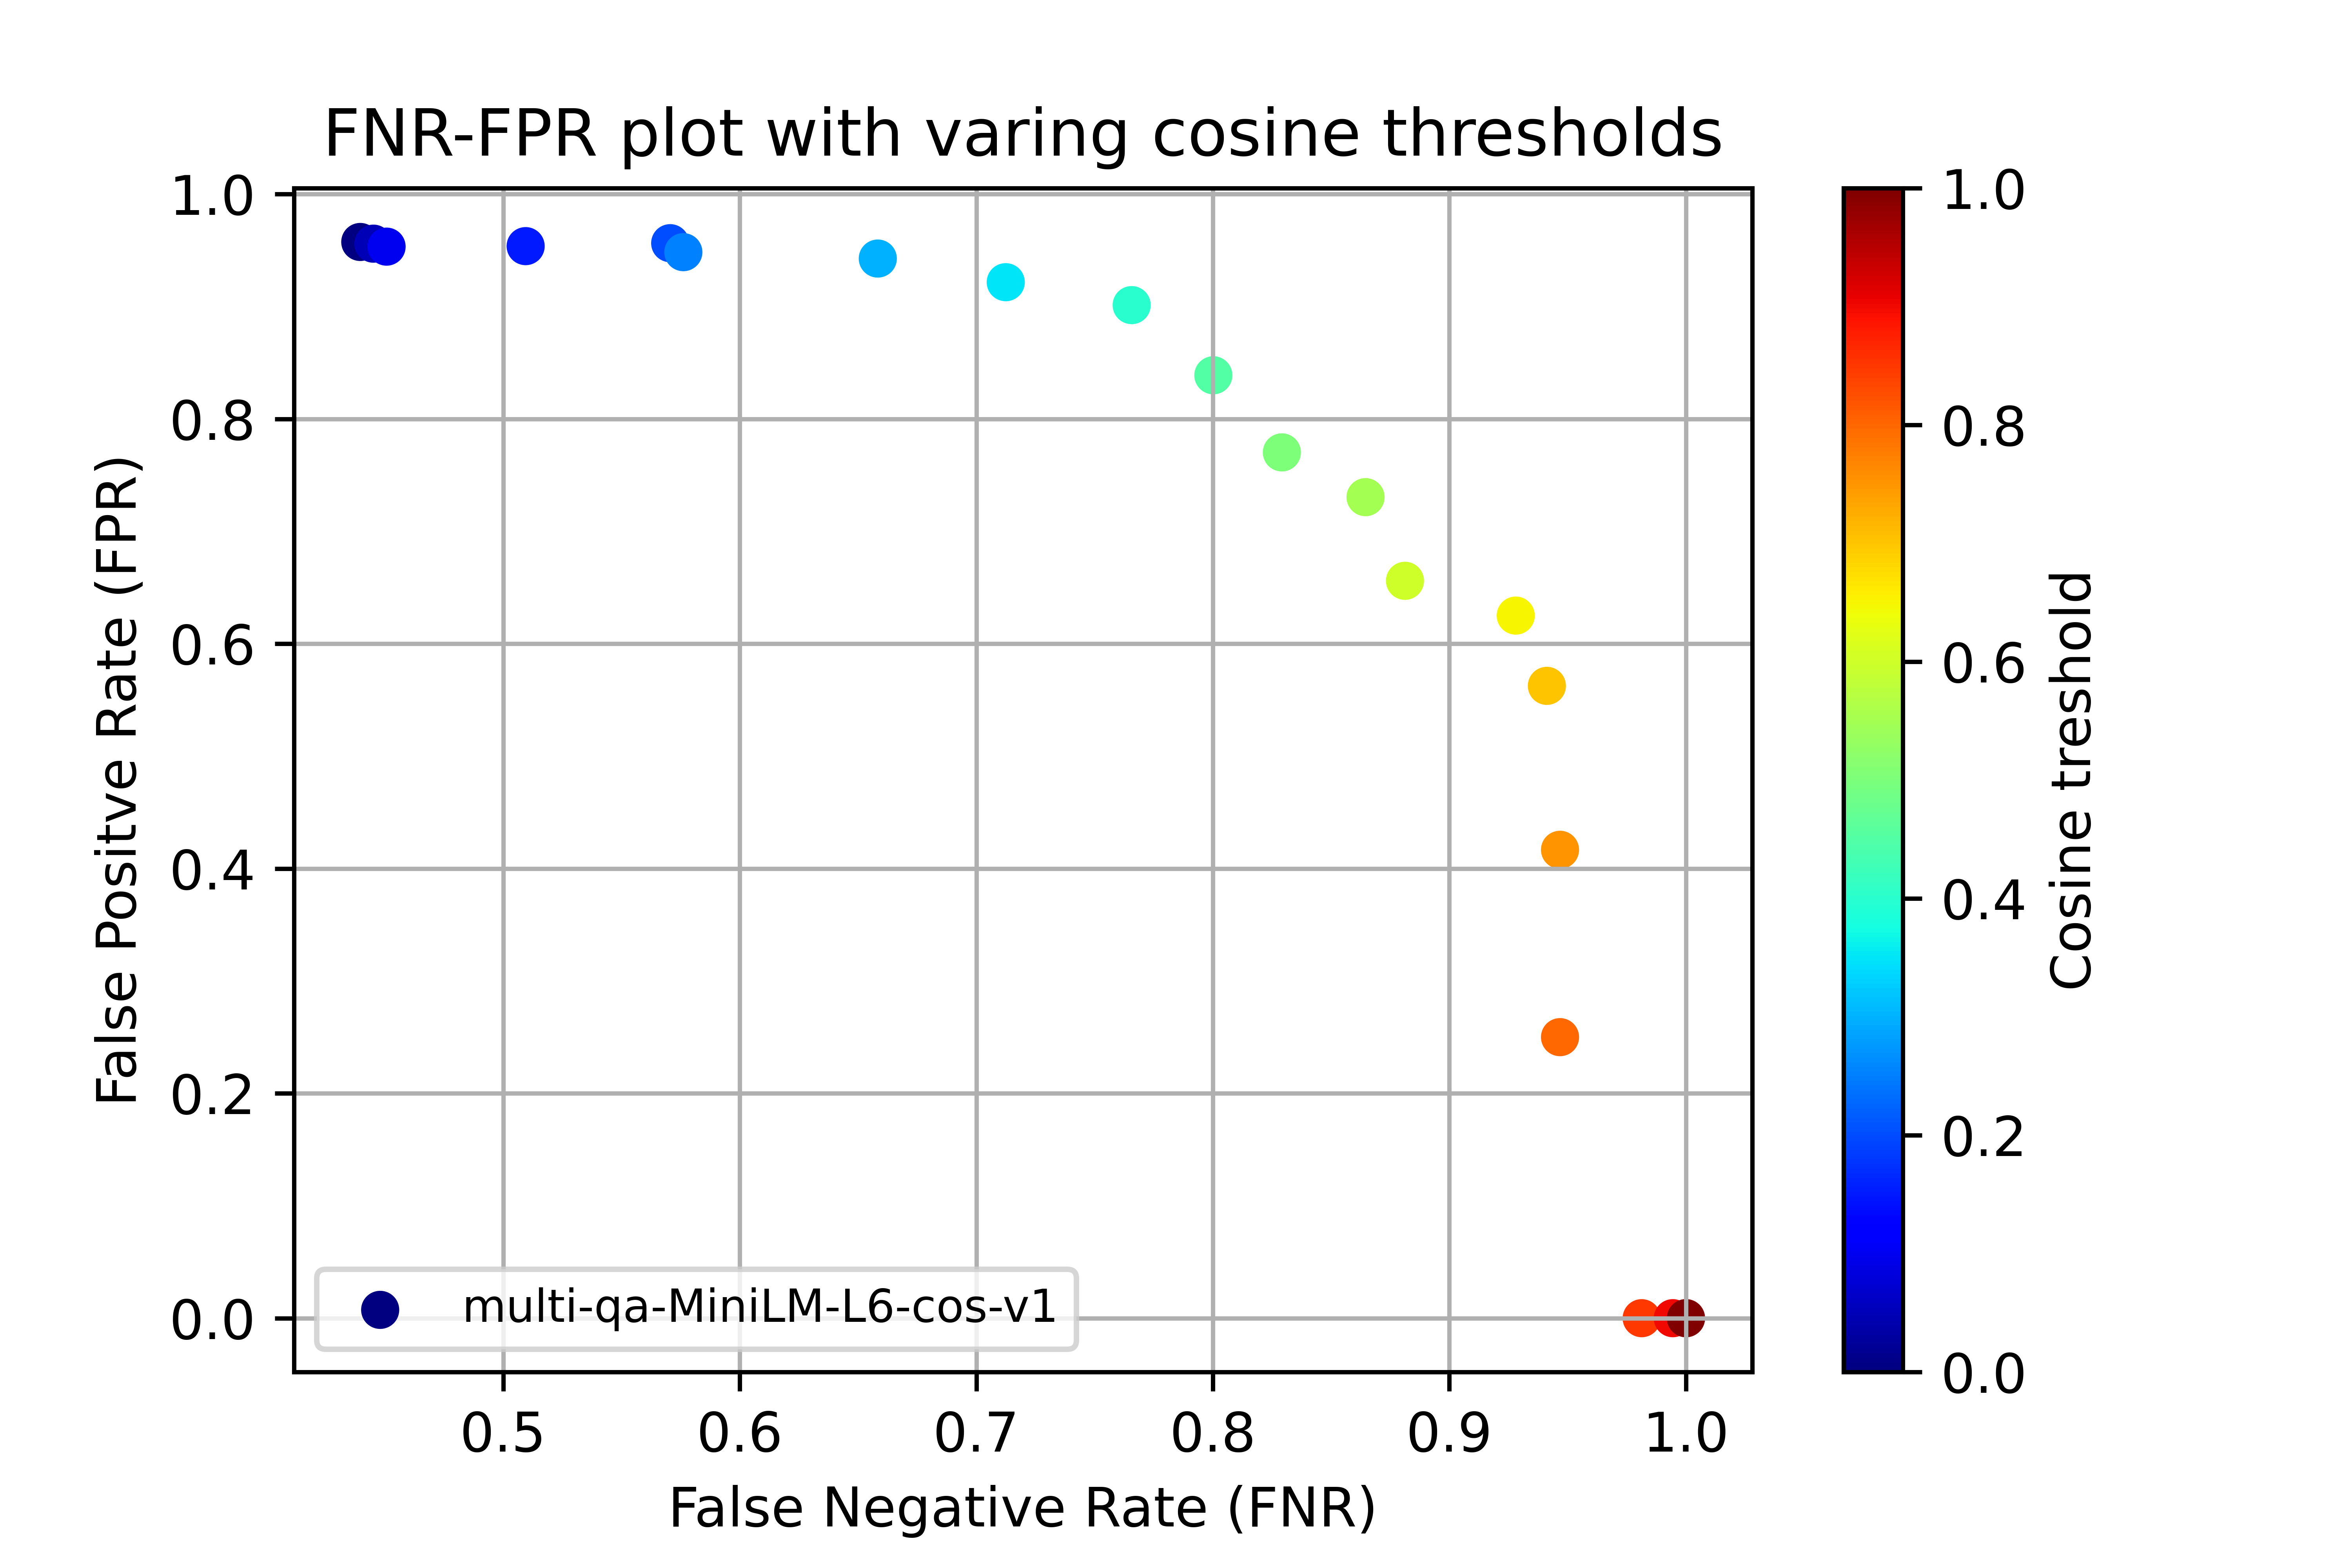 FNR-FPR plot with varing cosine thresholds
1.0
0.8
0.6
0.4
0.2
0.0
False Positve Rate (FPR)
multi-qa-MiniLM-L6-cos-v1
0.5 0.6 0.7 0.8 0.9 1.0
False Negative Rate (FNR)
1.0
0.8
0.6
0.4
0.2
0.0
Cosine treshold